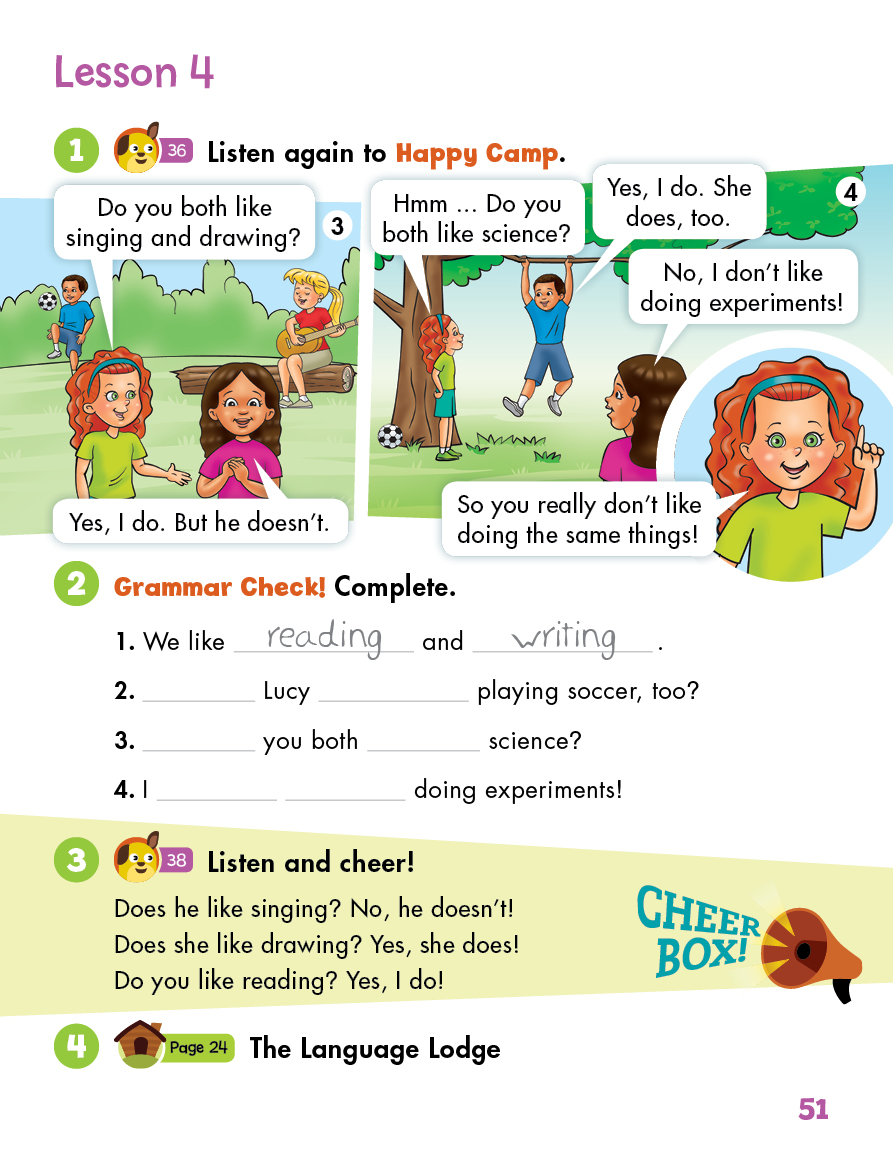 Lesson 4
1 36 Listen again to Happy Camp.
Do you both like
singing and drawing?
3
Yes, I do. But he doesn't.
Hmm ... Do you
both like science?
Yes, I do. She
does, too.
4
No, I don't like
doing experiments!
So you really don't like
doing the same things!
2 Grammar Check! Complete.
1. We like reading and writing .
2. ________ Lucy ________ playing soccer, too?
3. ________ you both ________ science?
4. I ________ ________ doing experiments!
3 38 Listen and cheer!
Does he like singing? No, he doesn't!
Does she like drawing? Yes, she does!
Do you like reading? Yes, I do!
CHEER
BOX!
4 Page 24 The Language Lodge
51